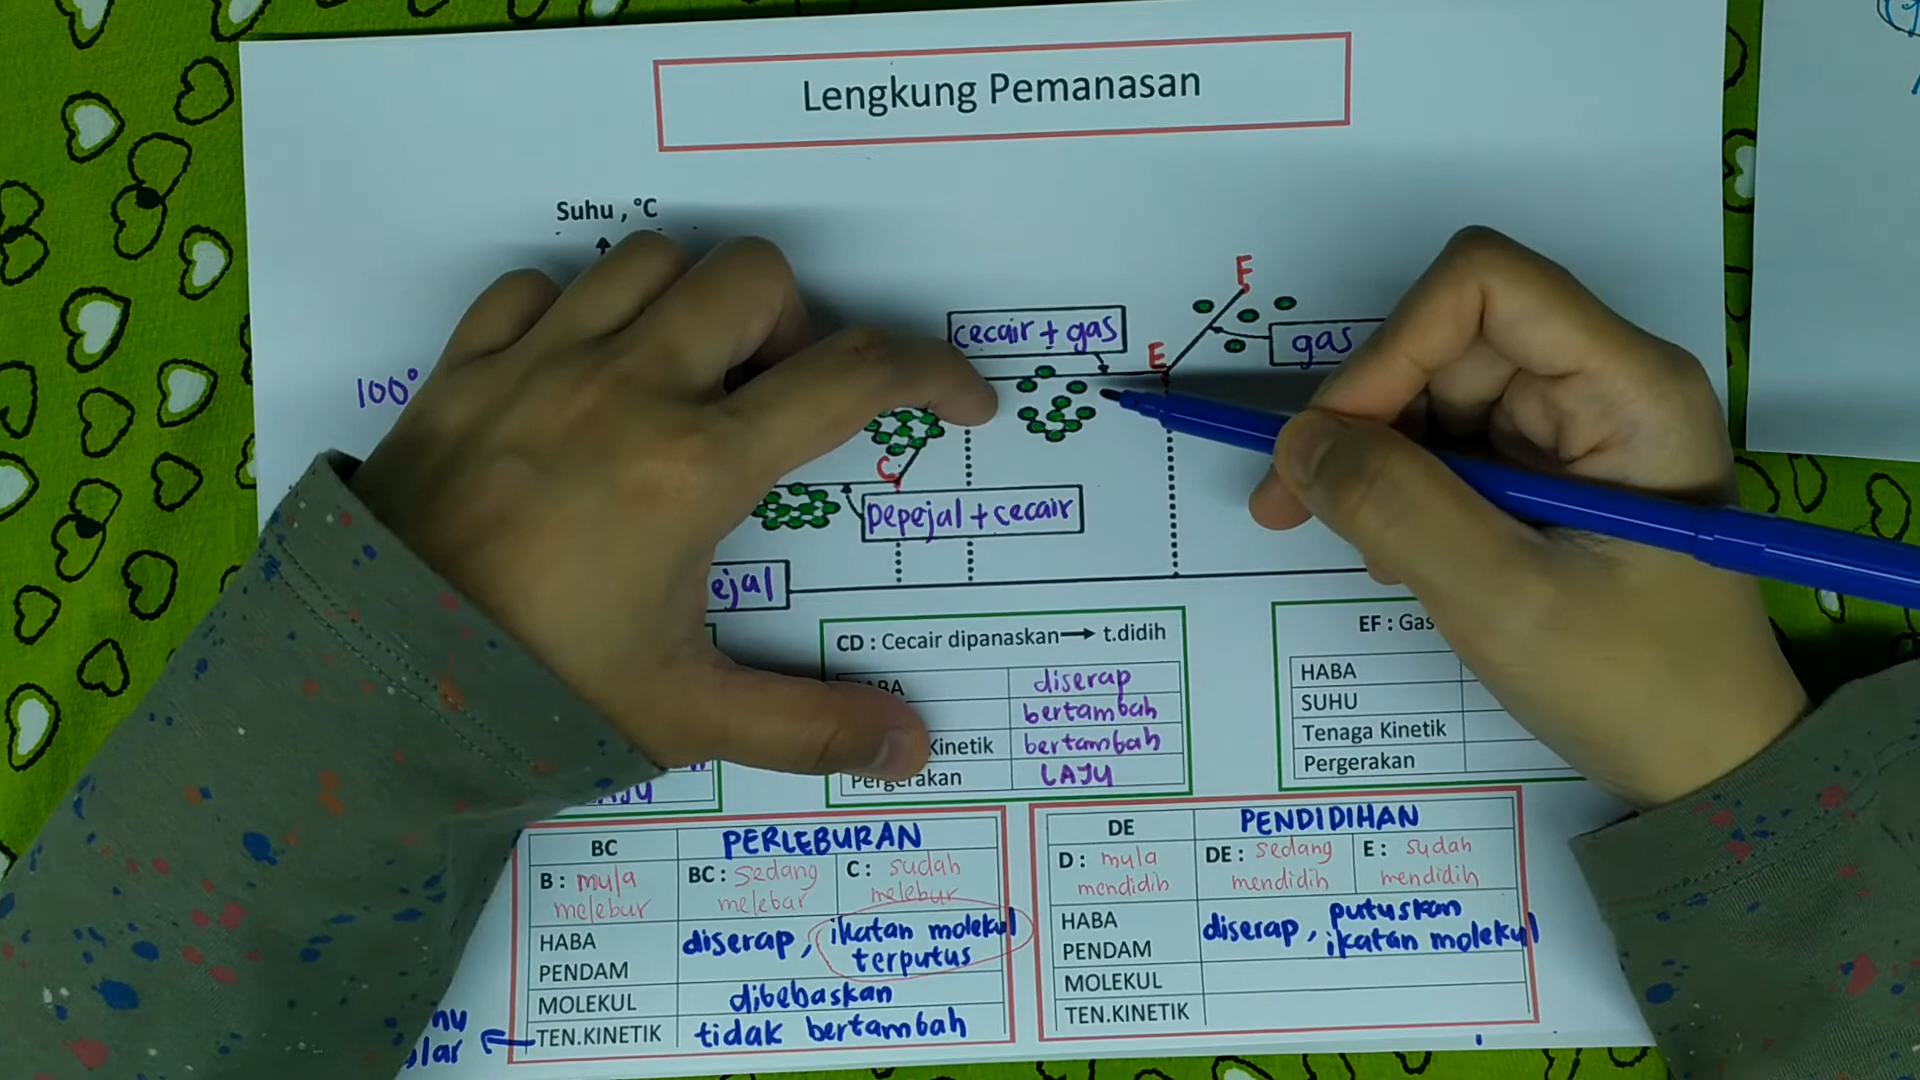 Lengkung Pemanasan
Suhu , °C
F
cecair + gas
E
gas
100°
C
pepejal + cecair
ejal
CD : Cecair dipanaskan → t.didih
diserap
bertambah
Kinetik bertambah
Pergerakan LAJU
EF : Gas
HABA
SUHU
Tenaga Kinetik
Pergerakan
BC PERLEBURAN
B : mula melebur
BC : sedang melebar
C : sudah melebur
HABA PENDAM
diserap, ikatan molekul terputus
MOLEKUL dibebaskan
TEN.KINETIK tidak bertambah
DE PENDIDIHAN
D : mula mendidih
DE : sedang mendidih
E : sudah mendidih
HABA PENDAM
diserap, putuskan ikatan molekul
MOLEKUL
TEN.KINETIK